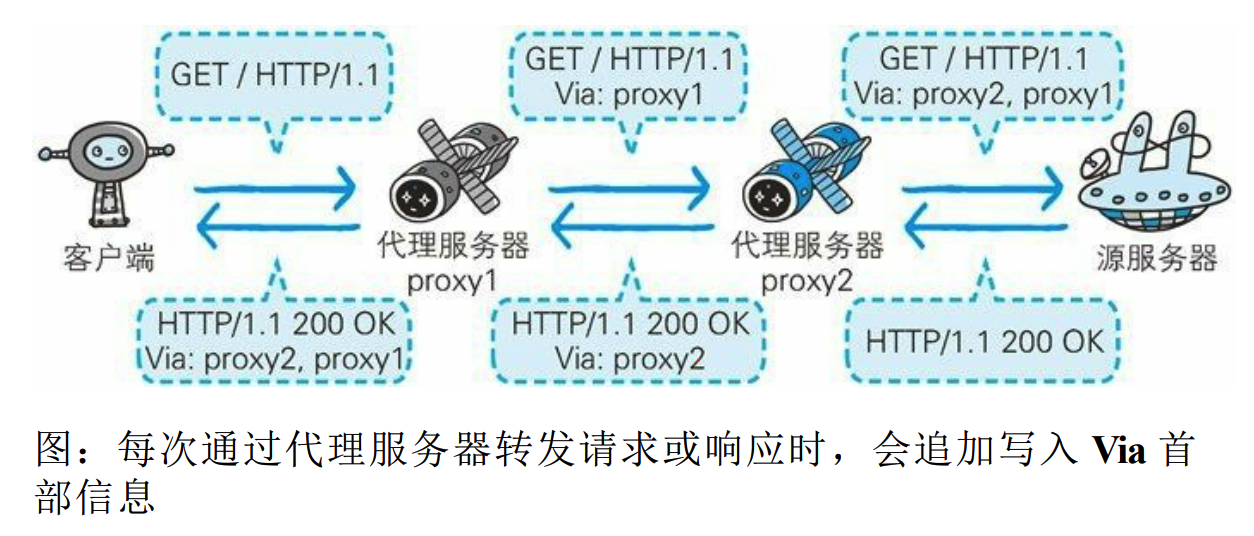 GET / HTTP/1.1
GET / HTTP/1.1
Via: proxy1
GET / HTTP/1.1
Via: proxy2, proxy1
客户端
代理服务器
proxy1
代理服务器
proxy2
源服务器
HTTP/1.1 200 OK
Via: proxy2, proxy1
HTTP/1.1 200 OK
Via: proxy2
HTTP/1.1 200 OK
图：每次通过代理服务器转发请求或响应时，会追加写入 Via 首
部信息